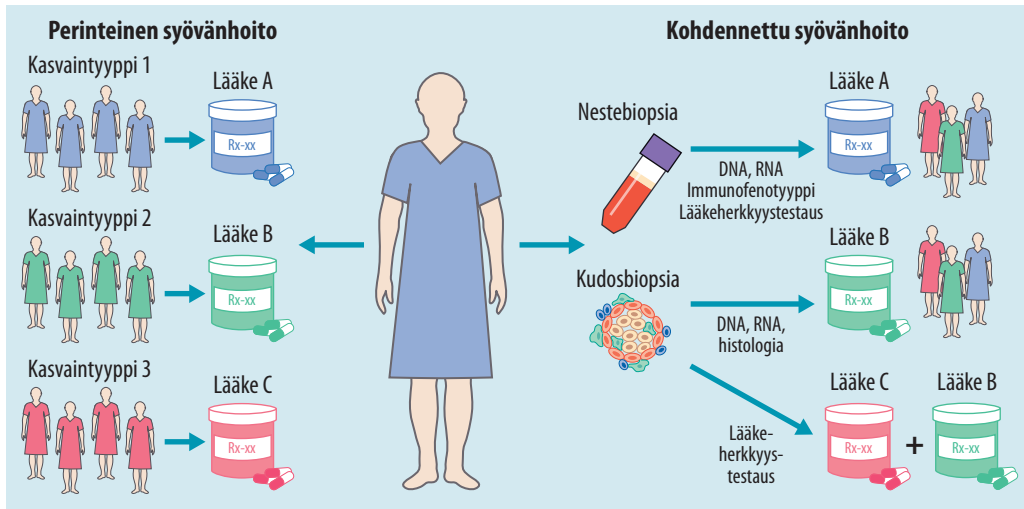 Perinteinen syövänhoito
Kasvaintyyppi 1
Lääke A
Rx-xx
Kasvaintyyppi 2
Lääke B
Rx-xx
Kasvaintyyppi 3
Lääke C
Rx-xx
Kohdennettu syövänhoito
Nestebiopsia
DNA, RNA
Immunofenotyyppi
Lääkeherkkyystestaus
Lääke A
Rx-xx
Kudosbiopsia
DNA, RNA,
histologia
Lääke B
Rx-xx
Lääke-
herkkyys-
testaus
Lääke C
Rx-xx
+
Lääke B
Rx-xx